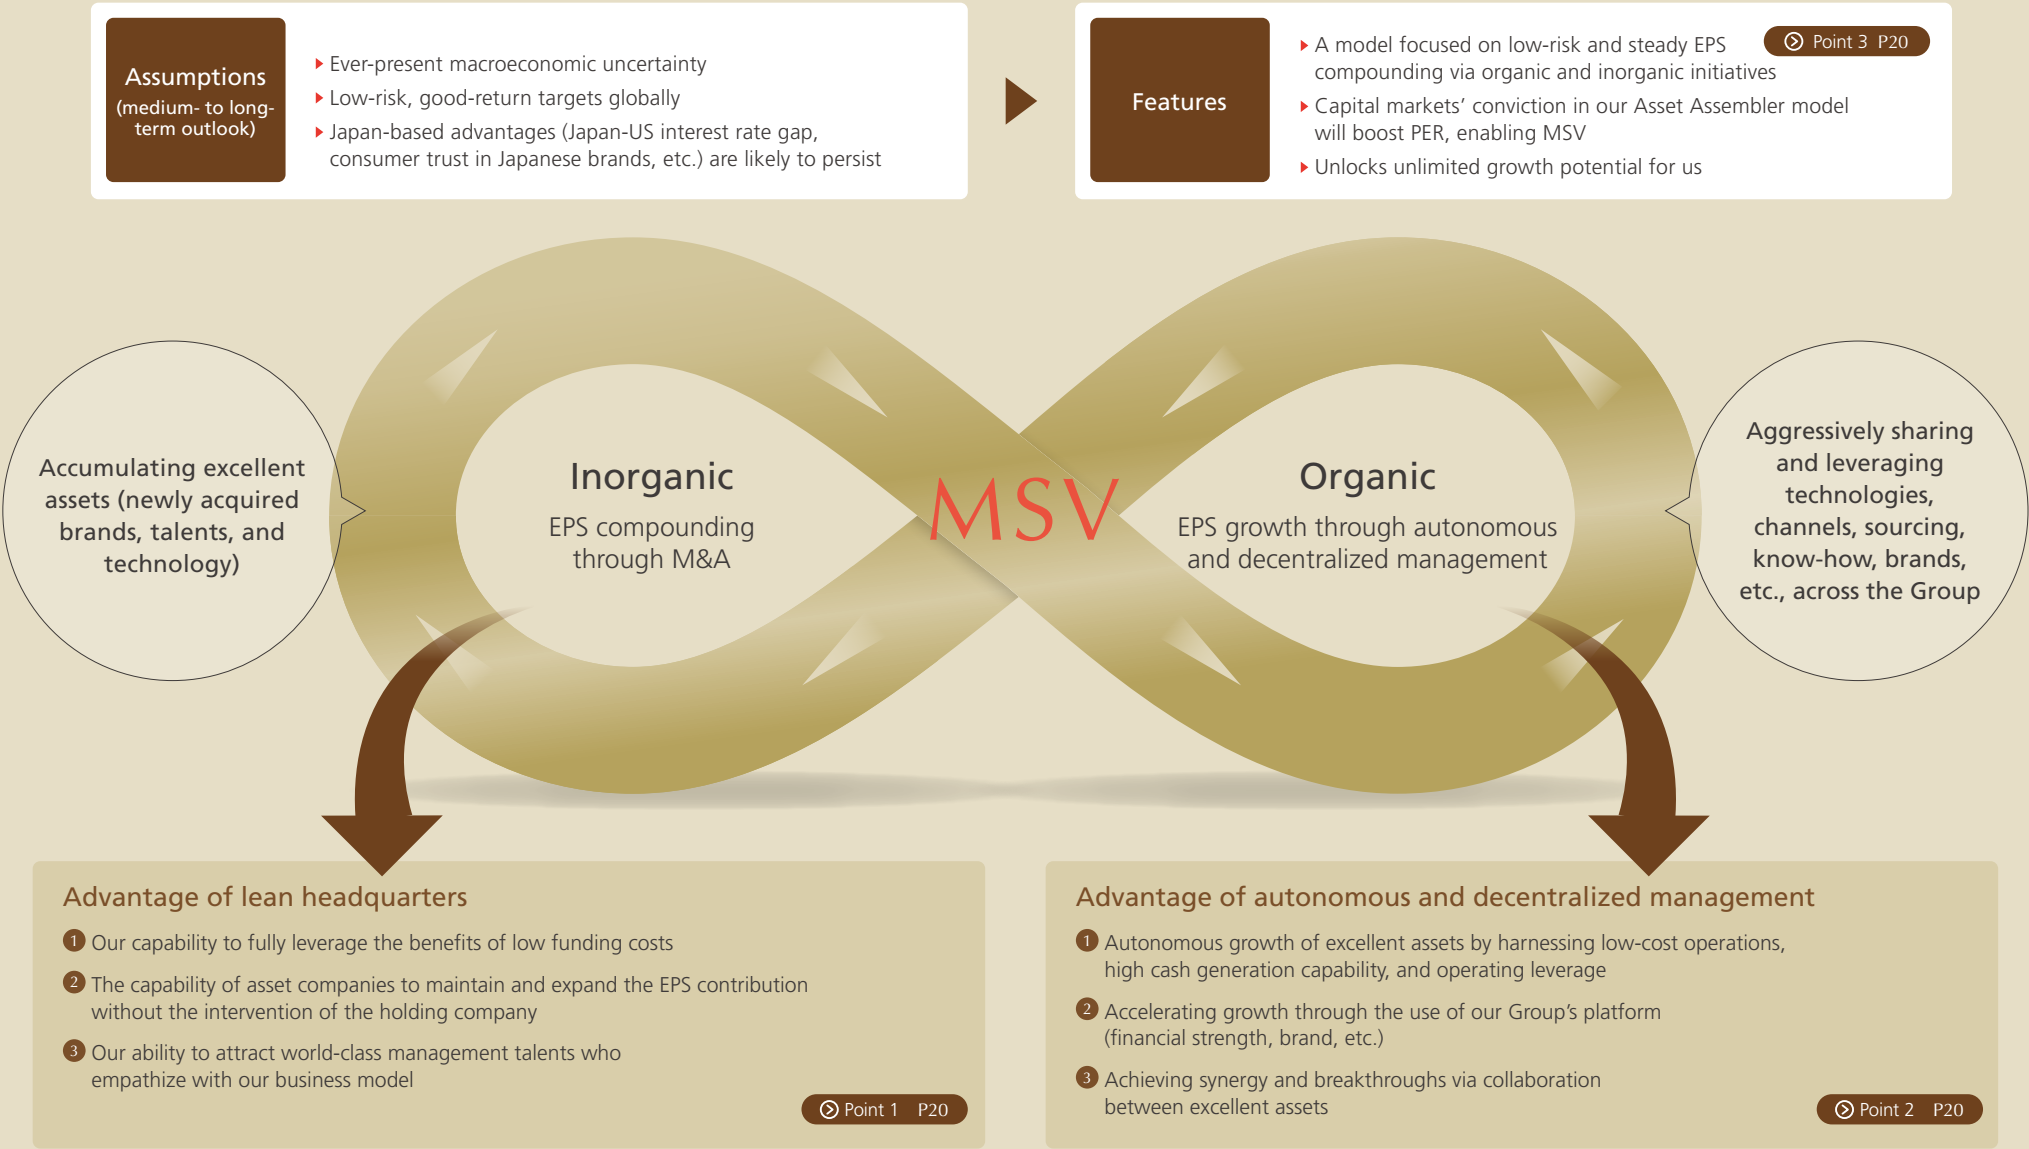 Assumptions
(medium- to long-
term outlook)
Ever-present macroeconomic uncertainty
Low-risk, good-return targets globally
Japan-based advantages (Japan-US interest rate gap,
consumer trust in Japanese brands, etc.) are likely to persist
Features
A model focused on low-risk and steady EPS
compounding via organic and inorganic initiatives
Point 3 P20
Capital markets’ conviction in our Asset Assembler model
will boost PER, enabling MSV
Unlocks unlimited growth potential for us
Accumulating excellent
assets (newly acquired
brands, talents, and
technology)
Inorganic
EPS compounding
through M&A
MSV
Organic
EPS growth through autonomous
and decentralized management
Aggressively sharing
and leveraging
technologies,
channels, sourcing,
know-how, brands,
etc., across the Group
Advantage of lean headquarters
1 Our capability to fully leverage the benefits of low funding costs
2 The capability of asset companies to maintain and expand the EPS contribution
without the intervention of the holding company
3 Our ability to attract world-class management talents who
empathize with our business model
Point 1 P20
Advantage of autonomous and decentralized management
1 Autonomous growth of excellent assets by harnessing low-cost operations,
high cash generation capability, and operating leverage
2 Accelerating growth through the use of our Group’s platform
(financial strength, brand, etc.)
3 Achieving synergy and breakthroughs via collaboration
between excellent assets
Point 2 P20